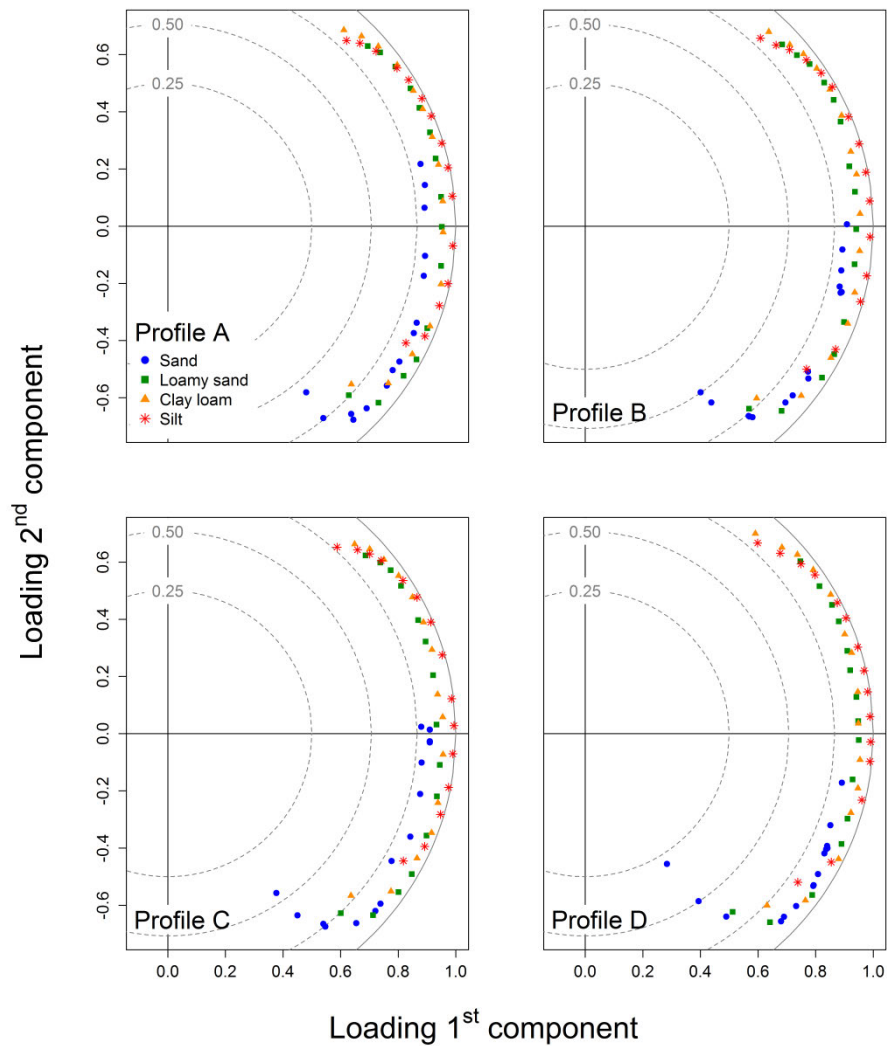 0.50
0.25
0.6
0.4
0.2
0.0
-0.2
-0.4
-0.6
Profile A
Sand
Loamy sand
Clay loam
Silt
0.50
0.25
Profile B
0.50
0.25
0.6
0.4
0.2
0.0
-0.2
-0.4
-0.6
Profile C
0.0 0.2 0.4 0.6 0.8 1.0
0.50
0.25
Profile D
0.0 0.2 0.4 0.6 0.8 1.0
Loading 2nd component
Loading 1st component